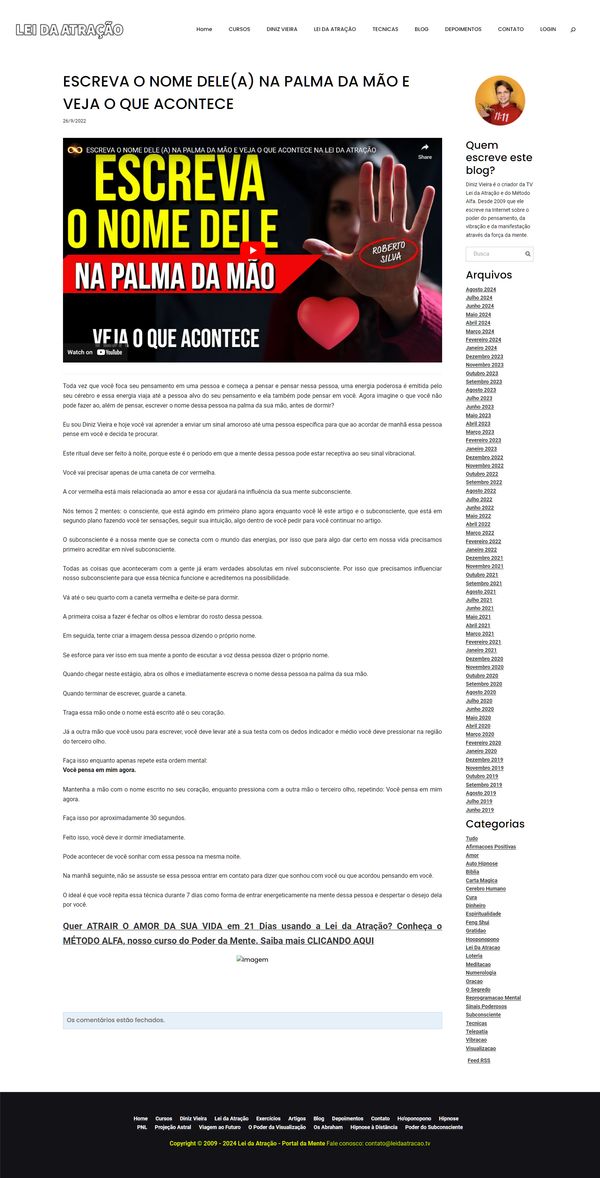 LEI DA ATRAÇÃO
Home CURSOS DINIZ VIEIRA LEI DA ATRAÇÃO TECNICAS BLOG DEPOIMENTOS CONTATO LOGIN
ESCREVA O NOME DELE(A) NA PALMA DA MÃO E
VEJA O QUE ACONTECE
26/9/2022
ESCREVA O NOME DELE (A) NA PALMA DA MÃO E VEJA O QUE ACONTECE NA LEI DA ATRAÇÃO
Share
ESCREVA
O NOME DELE
NA PALMA DA MÃO
VEJA O QUE ACONTECE
ROBERTO
SILVA
Watch on YouTube
Toda vez que você foca seu pensamento em uma pessoa e começa a pensar e pensar nessa pessoa, uma energia poderosa é emitida pelo
seu cérebro e essa energia viaja até a pessoa alvo do seu pensamento e ela também pode pensar em você. Agora imagine o que você não
pode fazer ao, além de pensar, escrever o nome dessa pessoa na palma da sua mão, antes de dormir?
Eu sou Diniz Vieira e hoje você vai aprender a enviar um sinal amoroso até uma pessoa específica para que ao acordar de manhã essa pessoa
pense em você e decida te procurar.
Este ritual deve ser feito à noite, porque este é o período em que a mente dessa pessoa pode estar receptiva ao seu sinal vibracional.
Você vai precisar apenas de uma caneta de cor vermelha.
A cor vermelha está mais relacionada ao amor e essa cor ajudará na influência da sua mente subconsciente.
Nós temos 2 mentes: o consciente, que está agindo em primeiro plano agora enquanto você lê este artigo e o subconsciente, que está em
segundo plano fazendo você ter sensações, seguir sua intuição, algo dentro de você pedir para você continuar no artigo.
O subconsciente é a nossa mente que se conecta com o mundo das energias, por isso que para algo dar certo em nossa vida precisamos
primeiro acreditar em nível subconsciente.
Todas as coisas que aconteceram com a gente já eram verdades absolutas em nível subconsciente. Por isso que precisamos influenciar
nosso subconsciente para que essa técnica funcione e acreditemos na possibilidade.
Vá até o seu quarto com a caneta vermelha e deite-se para dormir.
A primeira coisa a fazer é fechar os olhos e lembrar do rosto dessa pessoa.
Em seguida, tente criar a imagem dessa pessoa dizendo o próprio nome.
Se esforce para ver isso em sua mente a ponto de escutar a voz dessa pessoa dizer o próprio nome.
Quando chegar neste estágio, abra os olhos e imediatamente escreva o nome dessa pessoa na palma da sua mão.
Quando terminar de escrever, guarde a caneta.
Traga essa mão onde o nome está escrito até o seu coração.
Já a outra mão que você usou para escrever, você deve levar até a sua testa com os dedos indicador e médio você deve pressionar na região
do terceiro olho.
Faça isso enquanto apenas repete esta ordem mental:
Você pensa em mim agora.
Mantenha a mão com o nome escrito no seu coração, enquanto pressiona com a outra mão o terceiro olho, repetindo: Você pensa em mim
agora.
Faça isso por aproximadamente 30 segundos.
Feito isso, você deve ir dormir imediatamente.
Pode acontecer de você sonhar com essa pessoa na mesma noite.
Na manhã seguinte, não se assuste se essa pessoa entrar em contato para dizer que sonhou com você ou que acordou pensando em você.
O ideal é que você repita essa técnica durante 7 dias como forma de entrar energeticamente na mente dessa pessoa e despertar o desejo dela
por você.
Quer ATRAIR O AMOR DA SUA VIDA em 21 Dias usando a Lei da Atração? Conheça o
MÉTODO ALFA, nosso curso do Poder da Mente. Saiba mais CLICANDO AQUI
Imagem
Os comentários estão fechados.
11:11
Quem
escreve este
blog?
Diniz Vieira é o criador da TV
Lei da Atração e do Método
Alfa. Desde 2009 que ele
escreve na Internet sobre o
poder do pensamento, da
vibração e da manifestação
através da força da mente.
Busca
Arquivos
Agosto 2024
Julho 2024
Junho 2024
Maio 2024
Abril 2024
Março 2024
Fevereiro 2024
Janeiro 2024
Dezembro 2023
Novembro 2023
Outubro 2023
Setembro 2023
Agosto 2023
Julho 2023
Junho 2023
Maio 2023
Abril 2023
Março 2023
Fevereiro 2023
Janeiro 2023
Dezembro 2022
Novembro 2022
Outubro 2022
Setembro 2022
Agosto 2022
Julho 2022
Junho 2022
Maio 2022
Abril 2022
Março 2022
Fevereiro 2022
Janeiro 2022
Dezembro 2021
Novembro 2021
Outubro 2021
Setembro 2021
Agosto 2021
Julho 2021
Junho 2021
Maio 2021
Abril 2021
Março 2021
Fevereiro 2021
Janeiro 2021
Dezembro 2020
Novembro 2020
Outubro 2020
Setembro 2020
Agosto 2020
Julho 2020
Junho 2020
Maio 2020
Abril 2020
Março 2020
Fevereiro 2020
Janeiro 2020
Dezembro 2019
Novembro 2019
Outubro 2019
Setembro 2019
Agosto 2019
Julho 2019
Junho 2019
Categorias
Tudo
Afirmacoes Positivas
Amor
Auto Hipnose
Biblia
Carta Magica
Cerebro Humano
Cura
Dinheiro
Espiritualidade
Feng Shui
Gratidao
Hooponopono
Lei Da Atracao
Loteria
Meditacao
Numerologia
Oracao
O Segredo
Reprogramacao Mental
Sinais Poderosos
Subconsciente
Tecnicas
Telepatia
Vibracao
Visualizacao
Feed RSS
Home Cursos Diniz Vieira Lei da Atração Exercícios Artigos Blog Depoimentos Contato Ho'oponopono Hipnose
PNL Projeção Astral Viagem ao Futuro O Poder da Visualização Os Abraham Hipnose à Distância Poder do Subconsciente
Copyright © 2009 - 2024 Lei da Atração - Portal da Mente Fale conosco: contato@leidaatracao.tv